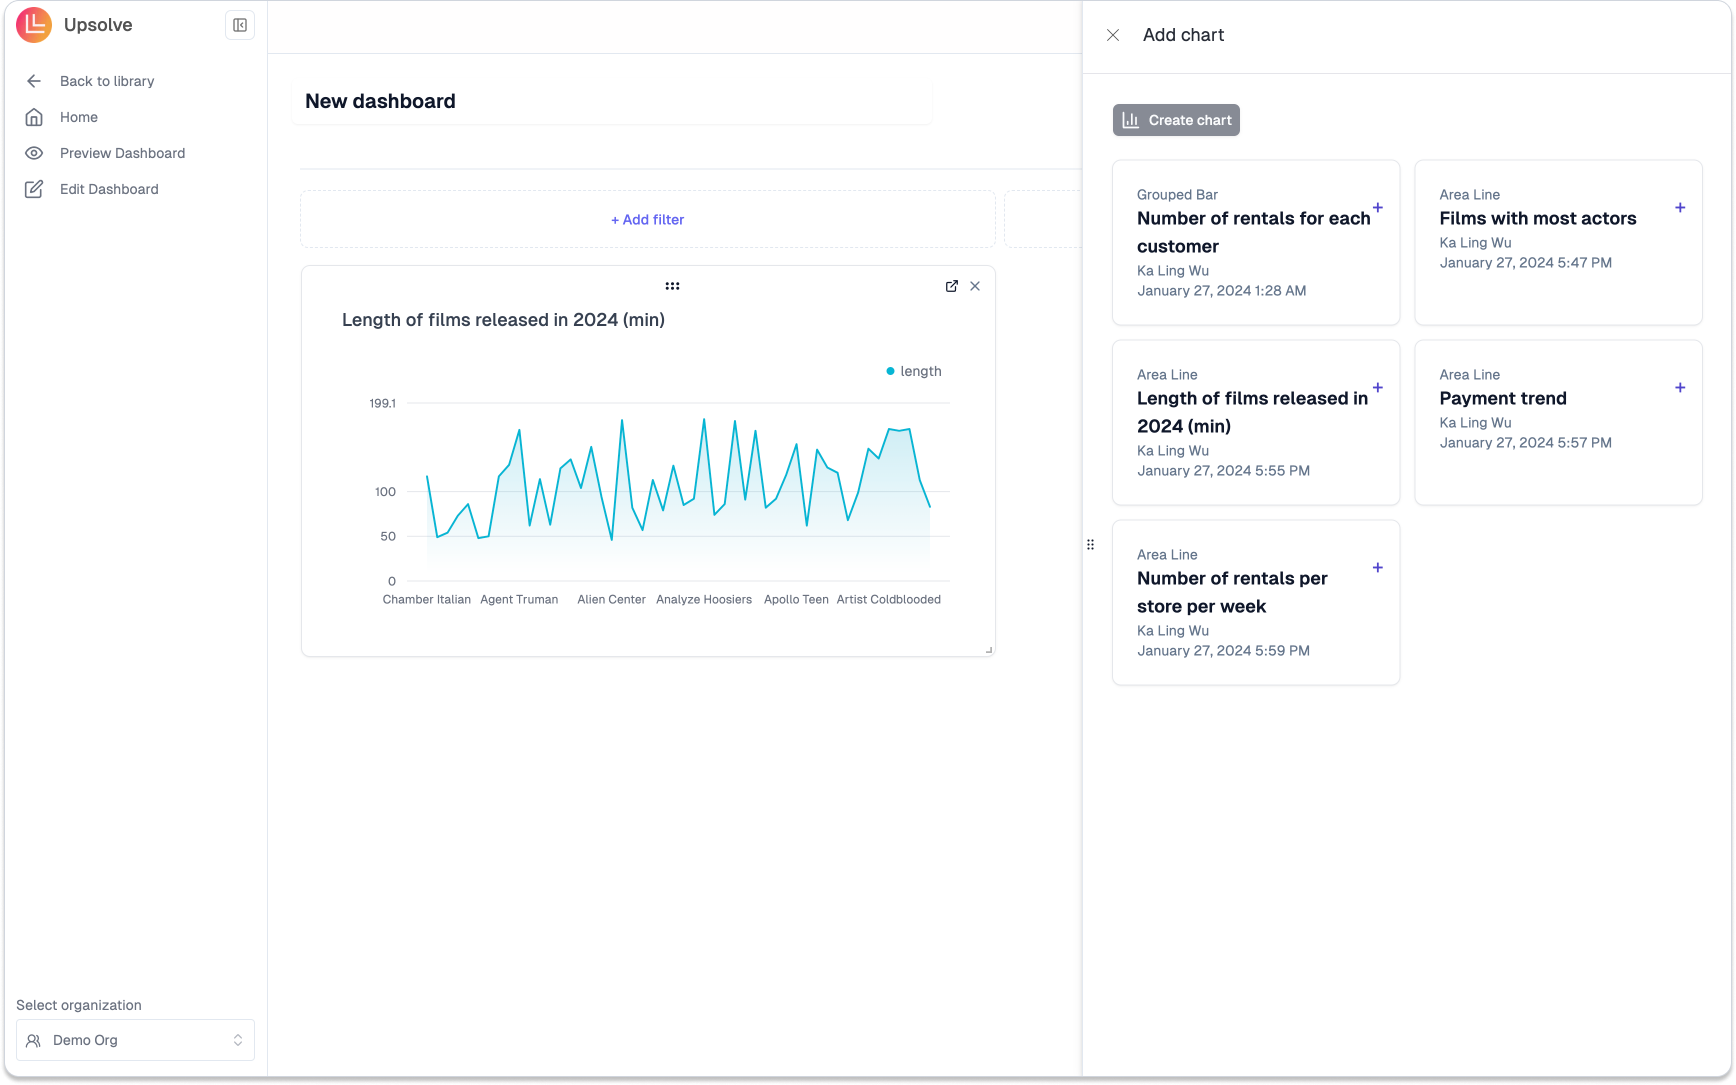 Upsolve
Back to library
Home
Preview Dashboard
Edit Dashboard
Select organization
Demo Org
New dashboard
+ Add filter
Length of films released in 2024 (min)
length
199.1
100
50
0
Chamber Italian Agent Truman Alien Center Analyze Hoosiers Apollo Teen Artist Coldblooded
Add chart
Create chart
Grouped Bar
Number of rentals for each
customer
Ka Ling Wu
January 27, 2024 1:28 AM
+
Area Line
Films with most actors
Ka Ling Wu
January 27, 2024 5:47 PM
+
Area Line
Length of films released in
2024 (min)
Ka Ling Wu
January 27, 2024 5:55 PM
+
Area Line
Payment trend
Ka Ling Wu
January 27, 2024 5:57 PM
+
Area Line
Number of rentals per
store per week
Ka Ling Wu
January 27, 2024 5:59 PM
+